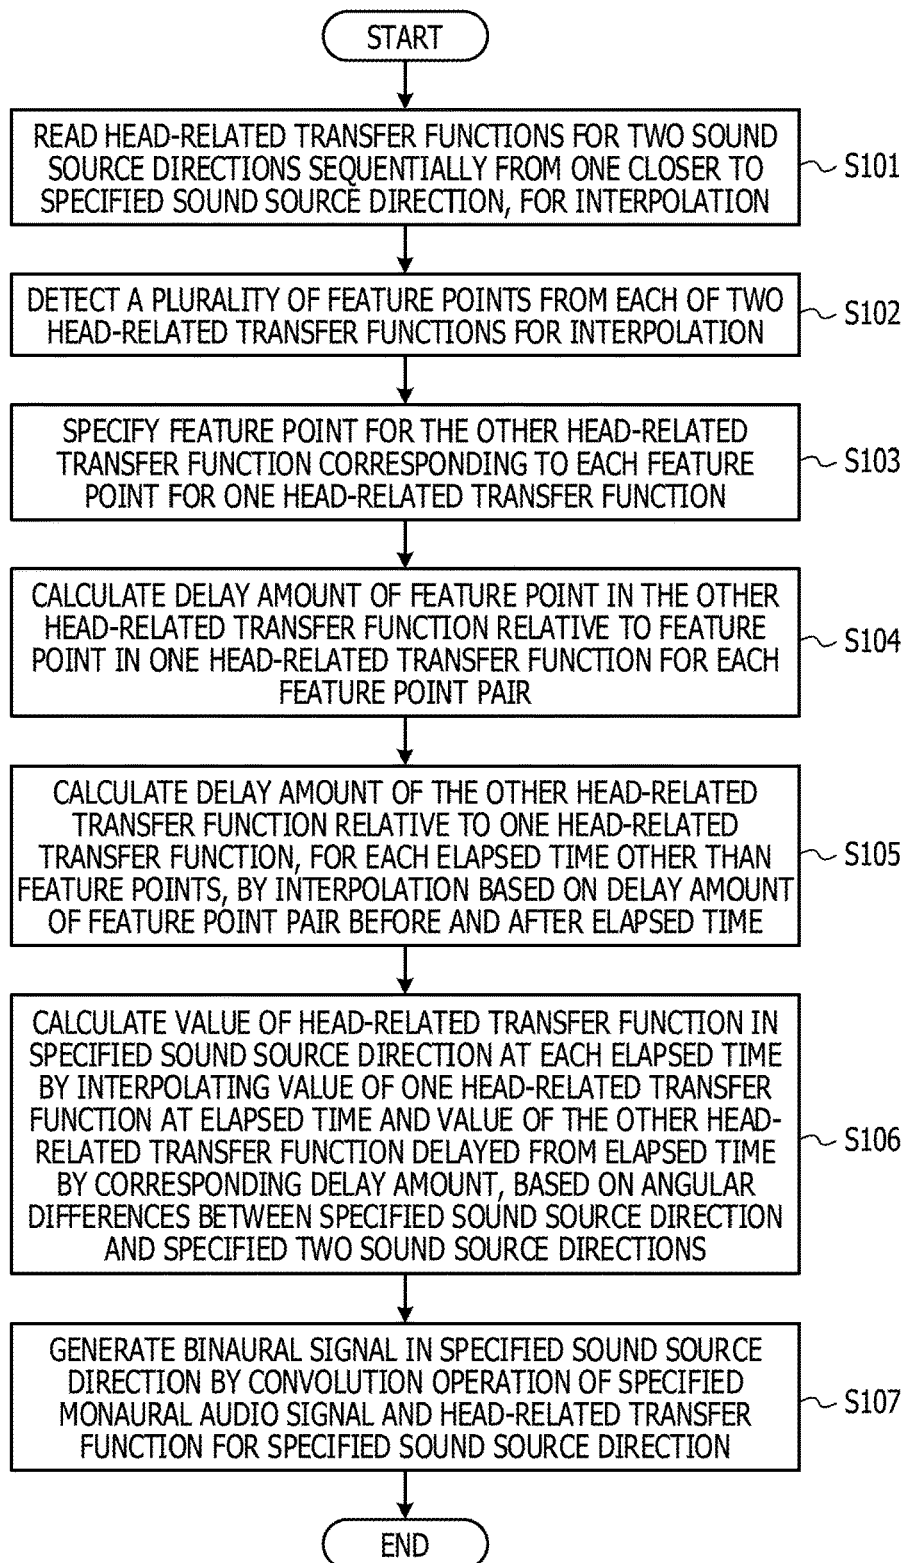 START
READ HEAD-RELATED TRANSFER FUNCTIONS FOR TWO SOUND
SOURCE DIRECTIONS SEQUENTIALLY FROM ONE CLOSER TO
SPECIFIED SOUND SOURCE DIRECTION, FOR INTERPOLATION
S101
DETECT A PLURALITY OF FEATURE POINTS FROM EACH OF TWO
HEAD-RELATED TRANSFER FUNCTIONS FOR INTERPOLATION
S102
SPECIFY FEATURE POINT FOR THE OTHER HEAD-RELATED
TRANSFER FUNCTION CORRESPONDING TO EACH FEATURE
POINT FOR ONE HEAD-RELATED TRANSFER FUNCTION
S103
CALCULATE DELAY AMOUNT OF FEATURE POINT IN THE OTHER
HEAD-RELATED TRANSFER FUNCTION RELATIVE TO FEATURE
POINT IN ONE HEAD-RELATED TRANSFER FUNCTION FOR EACH
FEATURE POINT PAIR
S104
CALCULATE DELAY AMOUNT OF THE OTHER HEAD-RELATED
TRANSFER FUNCTION RELATIVE TO ONE HEAD-RELATED
TRANSFER FUNCTION, FOR EACH ELAPSED TIME OTHER THAN
FEATURE POINTS, BY INTERPOLATION BASED ON DELAY AMOUNT
OF FEATURE POINT PAIR BEFORE AND AFTER ELAPSED TIME
S105
CALCULATE VALUE OF HEAD-RELATED TRANSFER FUNCTION IN
SPECIFIED SOUND SOURCE DIRECTION AT EACH ELAPSED TIME
BY INTERPOLATING VALUE OF ONE HEAD-RELATED TRANSFER
FUNCTION AT ELAPSED TIME AND VALUE OF THE OTHER HEAD-
RELATED TRANSFER FUNCTION DELAYED FROM ELAPSED TIME
BY CORRESPONDING DELAY AMOUNT, BASED ON ANGULAR
DIFFERENCES BETWEEN SPECIFIED SOUND SOURCE DIRECTION
AND SPECIFIED TWO SOUND SOURCE DIRECTIONS
S106
GENERATE BINAURAL SIGNAL IN SPECIFIED SOUND SOURCE
DIRECTION BY CONVOLUTION OPERATION OF SPECIFIED
MONAURAL AUDIO SIGNAL AND HEAD-RELATED TRANSFER
FUNCTION FOR SPECIFIED SOUND SOURCE DIRECTION
S107
END